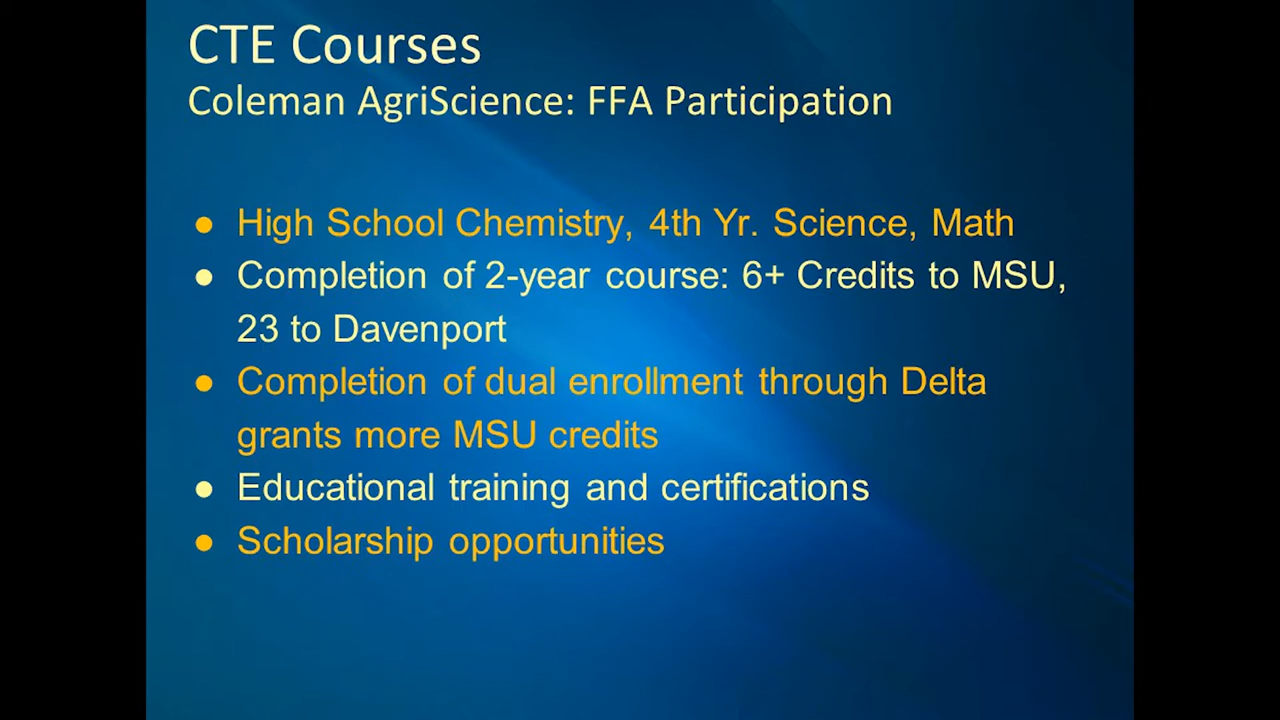 CTE Courses
Coleman AgriScience: FFA Participation
● High School Chemistry, 4th Yr. Science, Math
● Completion of 2-year course: 6+ Credits to MSU,
23 to Davenport
● Completion of dual enrollment through Delta
grants more MSU credits
● Educational training and certifications
● Scholarship opportunities